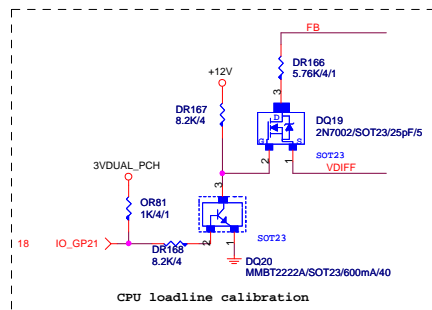 FB
DR166
5.76K/4/1
+12V
3
D
DR167
8.2K/4
DQ19
2N7002/SOT23/25pF/5
G
S
SOT23
2
1
VDIFF
3VDUAL_PCH
3
OR81
1K/4/1
SOT23
18
IO_GP21
2
1
DR168
8.2K/4
DQ20
MMBT2222A/SOT23/600mA/40
CPU loadline calibration